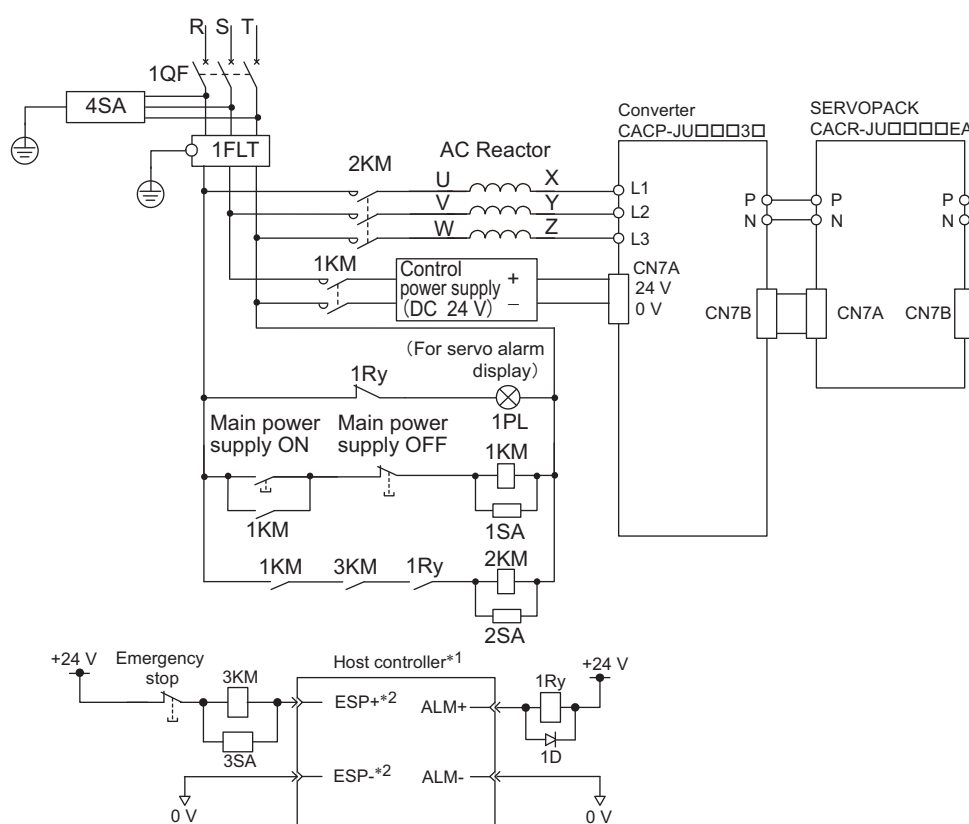 R S T
1QF
4SA
1FLT
2KM
AC Reactor
U X
V Y
W Z
Converter
CACP-JU□□□3□
SERVOPACK
CACR-JU□□□□EA
L1
L2
L3
P
N
P
N
P
N
1KM
Control
power supply
(DC 24 V)
+
−
CN7A
24 V
0 V
CN7B
CN7A
CN7B
(For servo alarm
display)
1Ry
1PL
Main power
supply ON
Main power
supply OFF
1KM
1KM
1SA
1KM 3KM 1Ry 2KM
2SA
+24 V
Emergency
stop
3KM
3SA
Host controller*1
ESP+*2
ALM+
ESP-*2
ALM-
1Ry
+24 V
1D
0 V
0 V